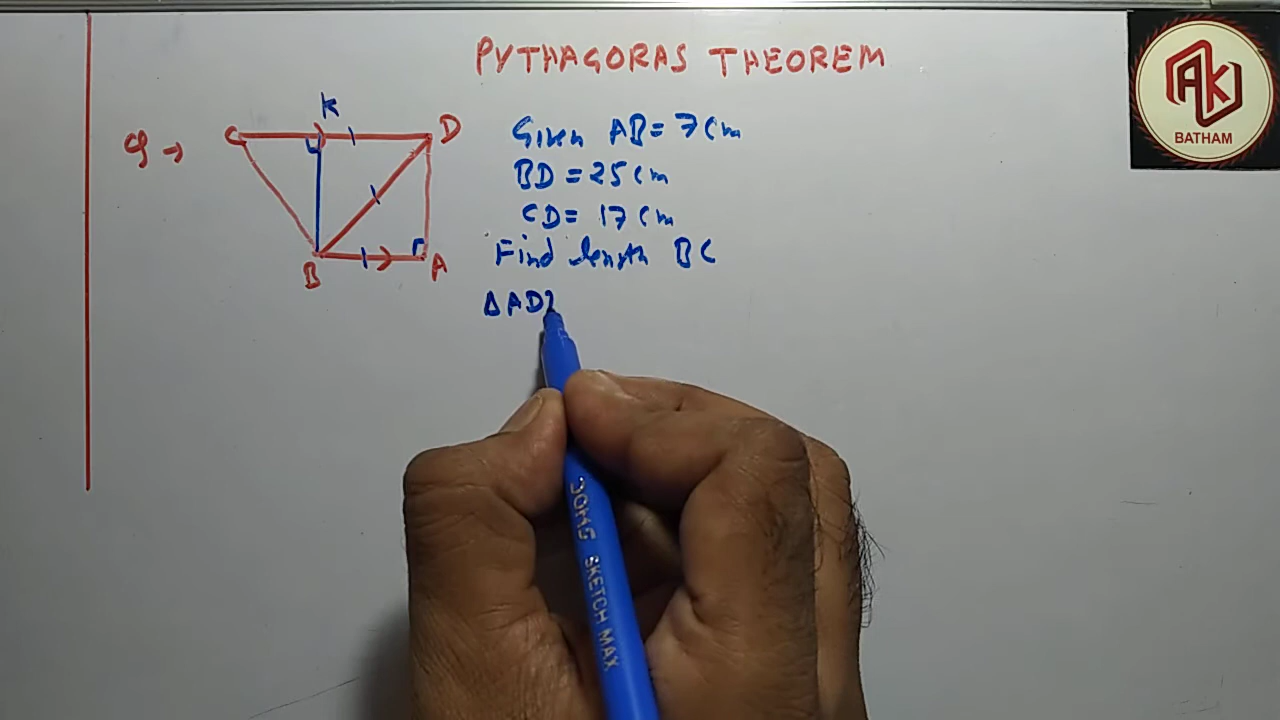 PYTHAGORAS THEOREM
AK
BATHAM
K
Q → C D
B A
Given AB = 7 cm
BD = 25 cm
CD = 17 cm
Find length BC
Δ AD
DOMS SKETCH MAX